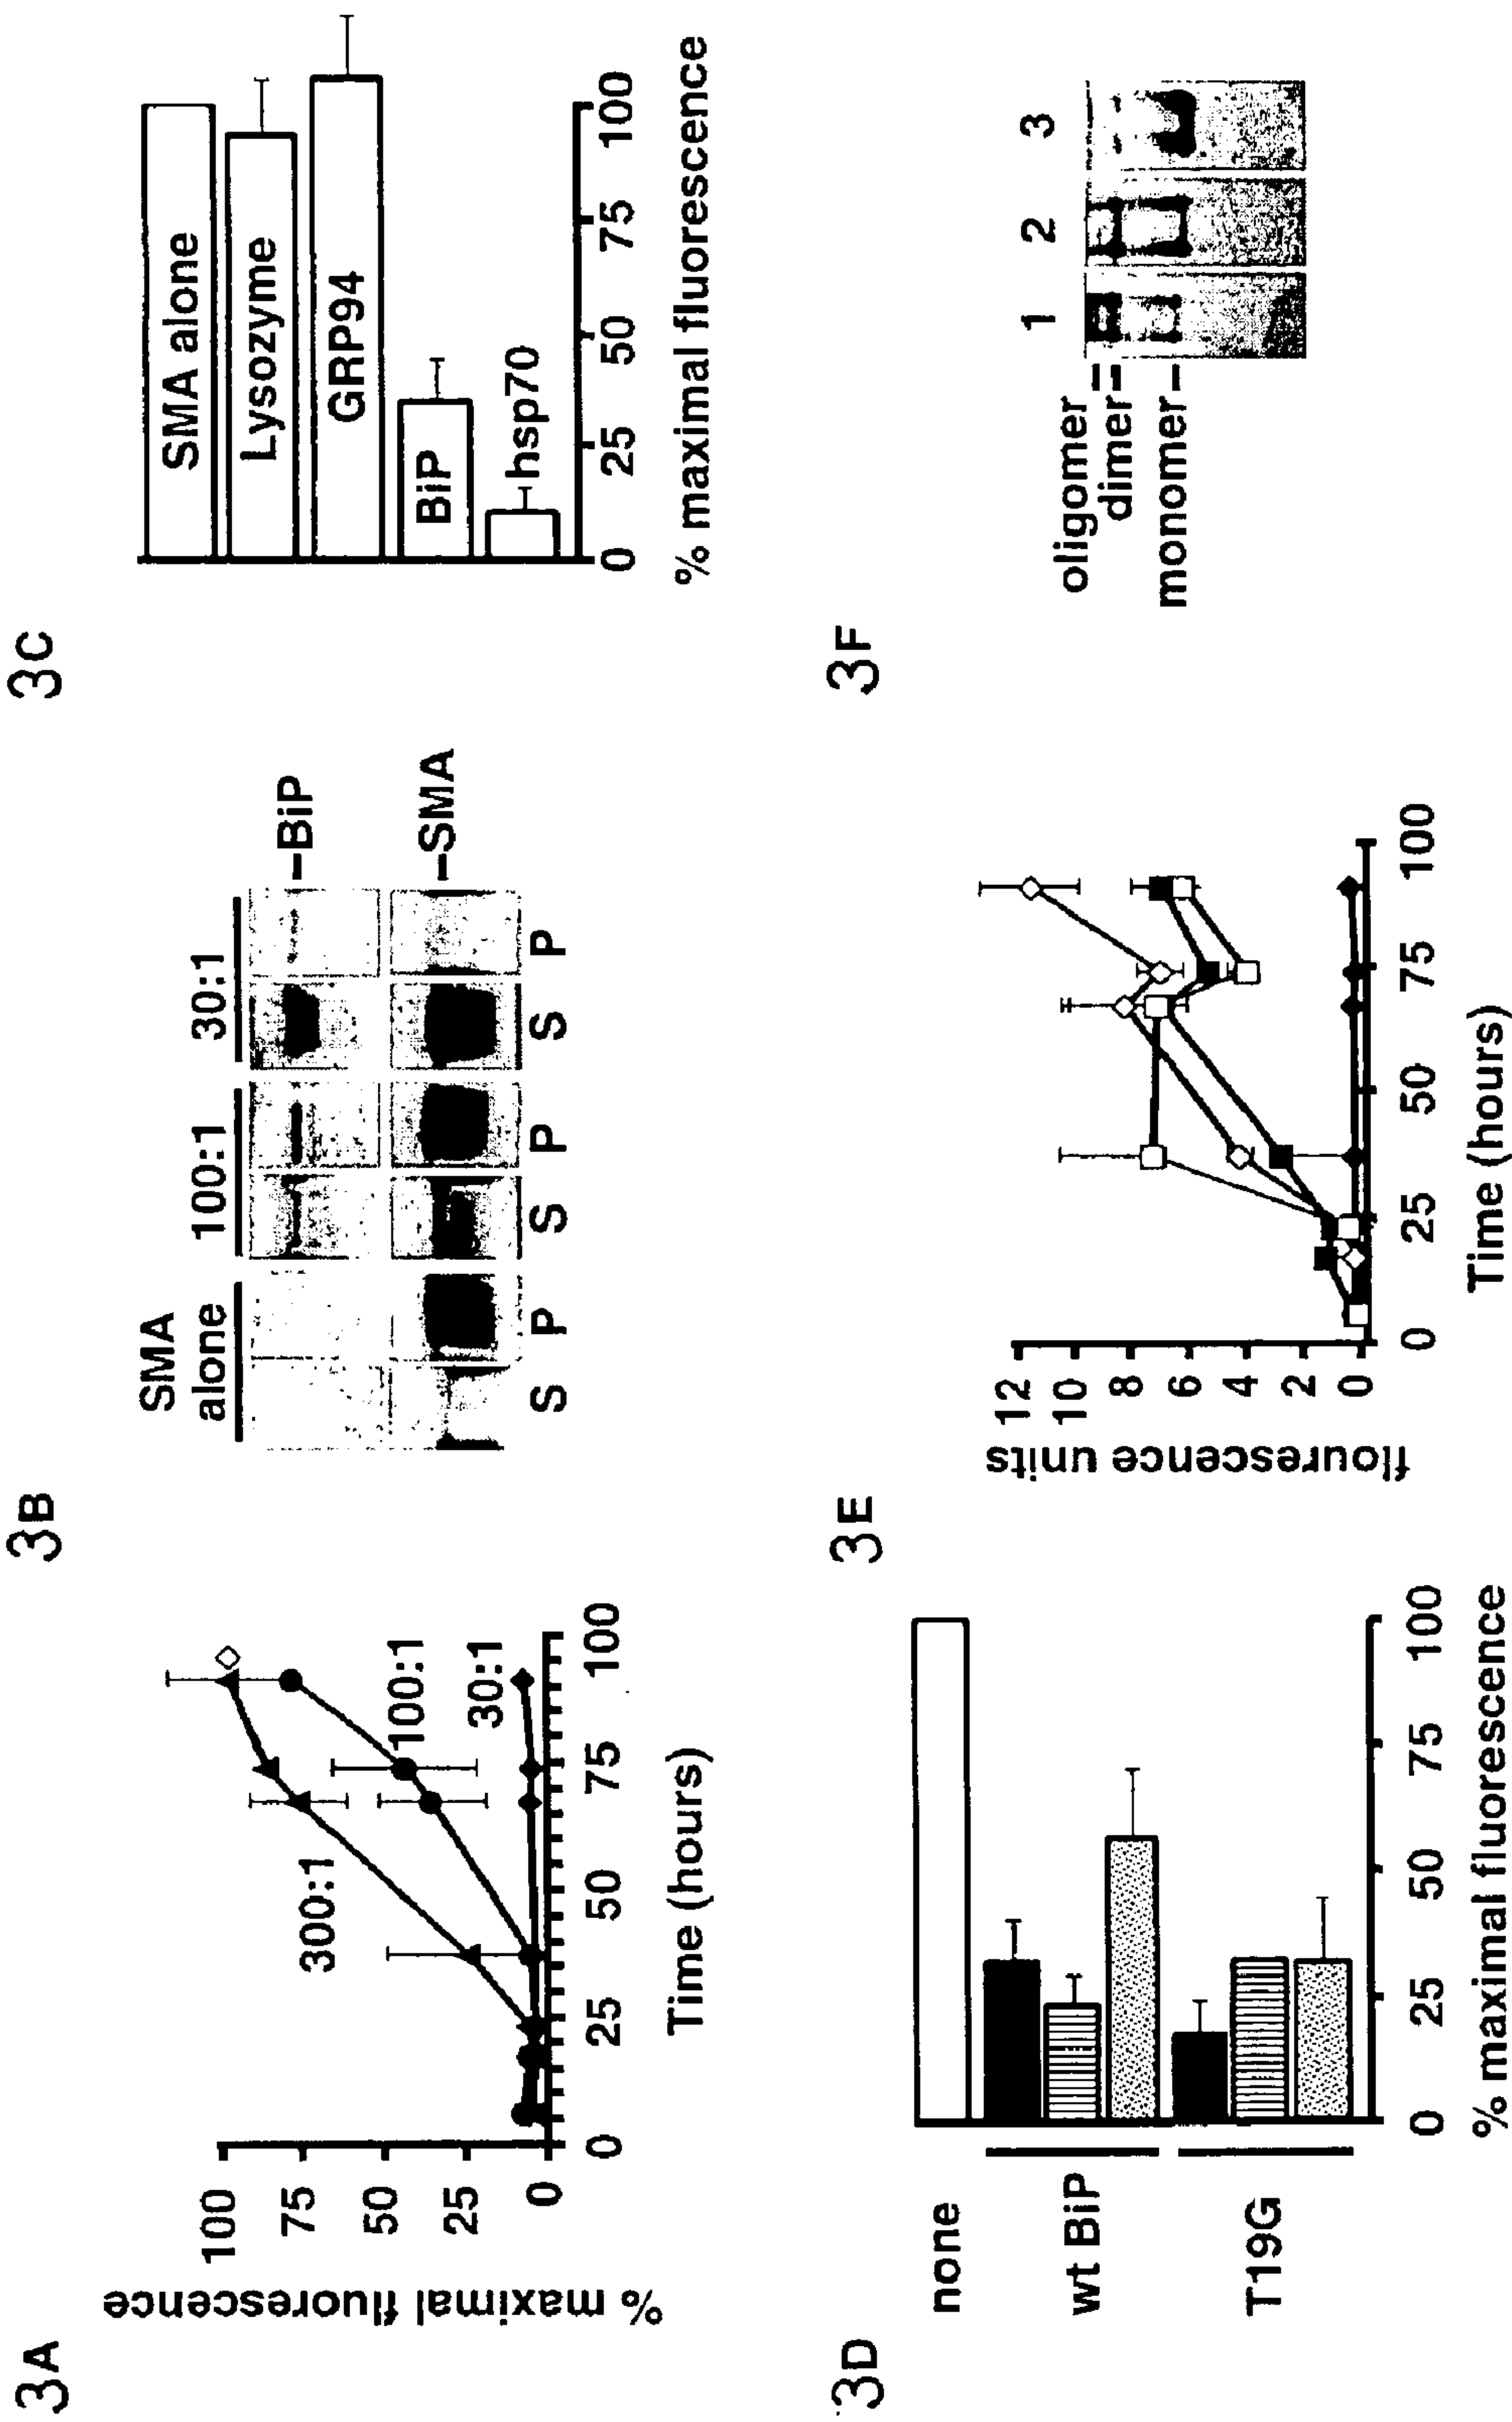 3A
% maximal fluorescence
100
75
50
25
0
300:1
100:1
30:1
0 25 50 75 100
Time (hours)
3B
SMA alone
100:1
30:1
BiP
SMA
S P S P S P
3C
SMA alone
Lysozyme
GRP94
BiP
hsp70
0 25 50 75 100
% maximal fluorescence
3D
none
wt BiP
T19G
0 25 50 75 100
% maximal fluorescence
3E
flourescence units
12
10
8
6
4
2
0
0 25 50 75 100
Time (hours)
3F
1 2 3
oligomer
dimer
monomer